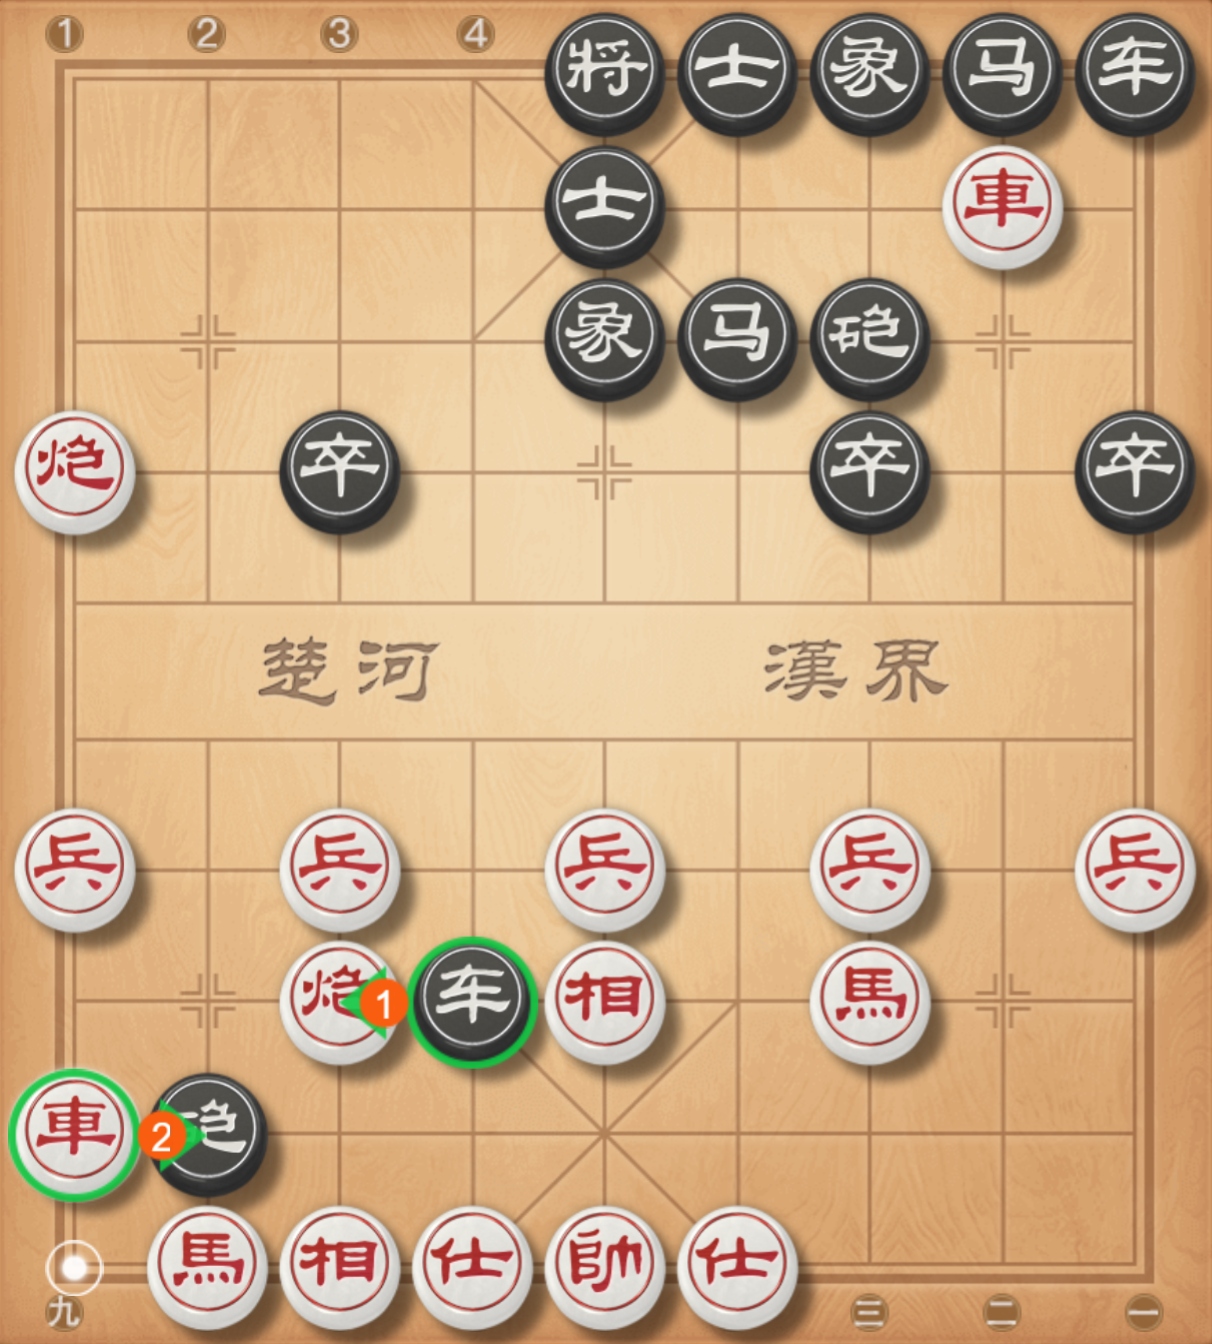 1 2 3 4 将 士 象 马 车
士 車
象 马 砲
炮 卒 卒 卒
楚河 漢界
兵 兵 兵 兵 兵
炮 1 车 相 馬
車 2 砲
馬 相 仕 帥 仕
九 三 二 一